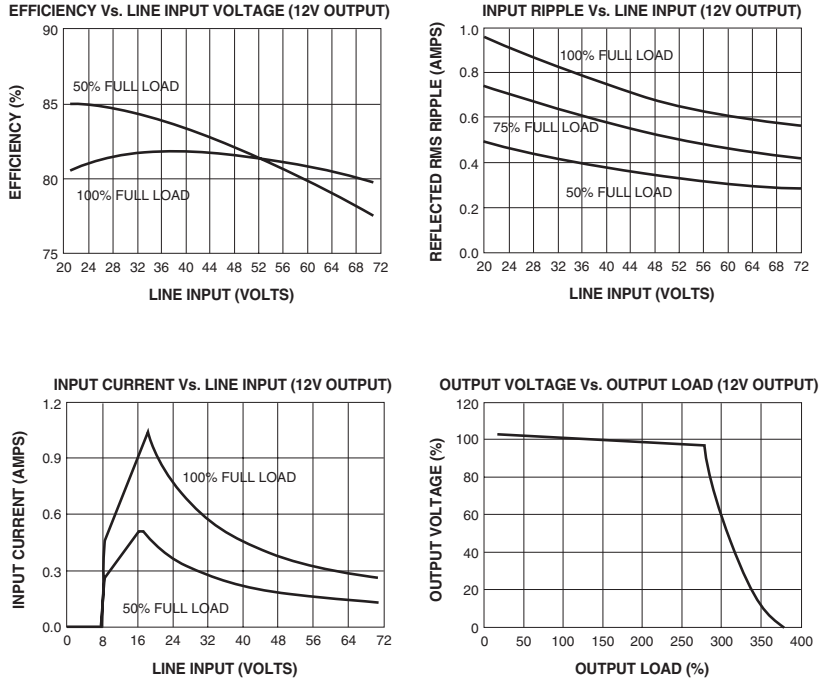 EFFICIENCY Vs. LINE INPUT VOLTAGE (12V OUTPUT)
EFFICIENCY (%)
90
85
80
75
50% FULL LOAD
100% FULL LOAD
20 24 28 32 36 40 44 48 52 56 60 64 68 72
LINE INPUT (VOLTS)
INPUT RIPPLE Vs. LINE INPUT (12V OUTPUT)
REFLECTED RMS RIPPLE (AMPS)
1.0
0.8
0.6
0.4
0.2
0.0
100% FULL LOAD
75% FULL LOAD
50% FULL LOAD
20 24 28 32 36 40 44 48 52 56 60 64 68 72
LINE INPUT (VOLTS)
INPUT CURRENT Vs. LINE INPUT (12V OUTPUT)
INPUT CURRENT (AMPS)
1.2
0.9
0.6
0.3
0.0
100% FULL LOAD
50% FULL LOAD
0 8 16 24 32 40 48 56 64 72
LINE INPUT (VOLTS)
OUTPUT VOLTAGE Vs. OUTPUT LOAD (12V OUTPUT)
OUTPUT VOLTAGE (%)
120
100
80
60
40
20
0
0 50 100 150 200 250 300 350 400
OUTPUT LOAD (%)